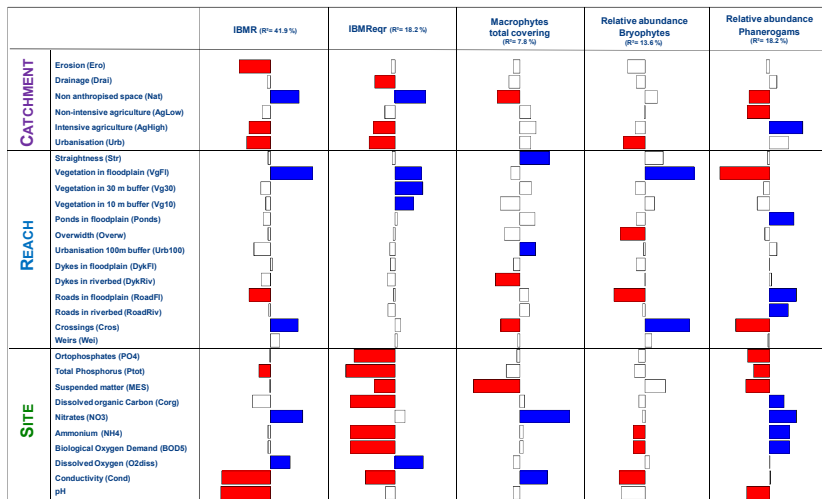 IBMR (R²= 41.9 %)
IBMReqr (R²= 18.2 %)
Macrophytes
total covering
(R²= 7.8 %)
Relative abundance
Bryophytes
(R²= 13.6 %)
Relative abundance
Phanerogams
(R²= 18.2%)
CATCHMENT
Erosion (Ero)
Drainage (Drai)
Non anthropised space (Nat)
Non-intensive agriculture (AgLow)
Intensive agriculture (AgHigh)
Urbanisation (Urb)
REACH
Straightness (Str)
Vegetation in floodplain (VgFl)
Vegetation in 30 m buffer (Vg30)
Vegetation in 10 m buffer (Vg10)
Ponds in floodplain (Ponds)
Overwidth (Overw)
Urbanisation 100m buffer (Urb100)
Dykes in floodplain (DykFl)
Dykes in riverbed (DykRiv)
Roads in floodplain (RoadFl)
Roads in riverbed (RoadRiv)
Crossings (Cros)
Weirs (Wei)
SITE
Ortophosphates (PO4)
Total Phosphorus (Ptot)
Suspended matter (MES)
Dissolved organic Carbon (Corg)
Nitrates (NO3)
Ammonium (NH4)
Biological Oxygen Demand (BOD5)
Dissolved Oxygen (O2diss)
Conductivity (Cond)
pH